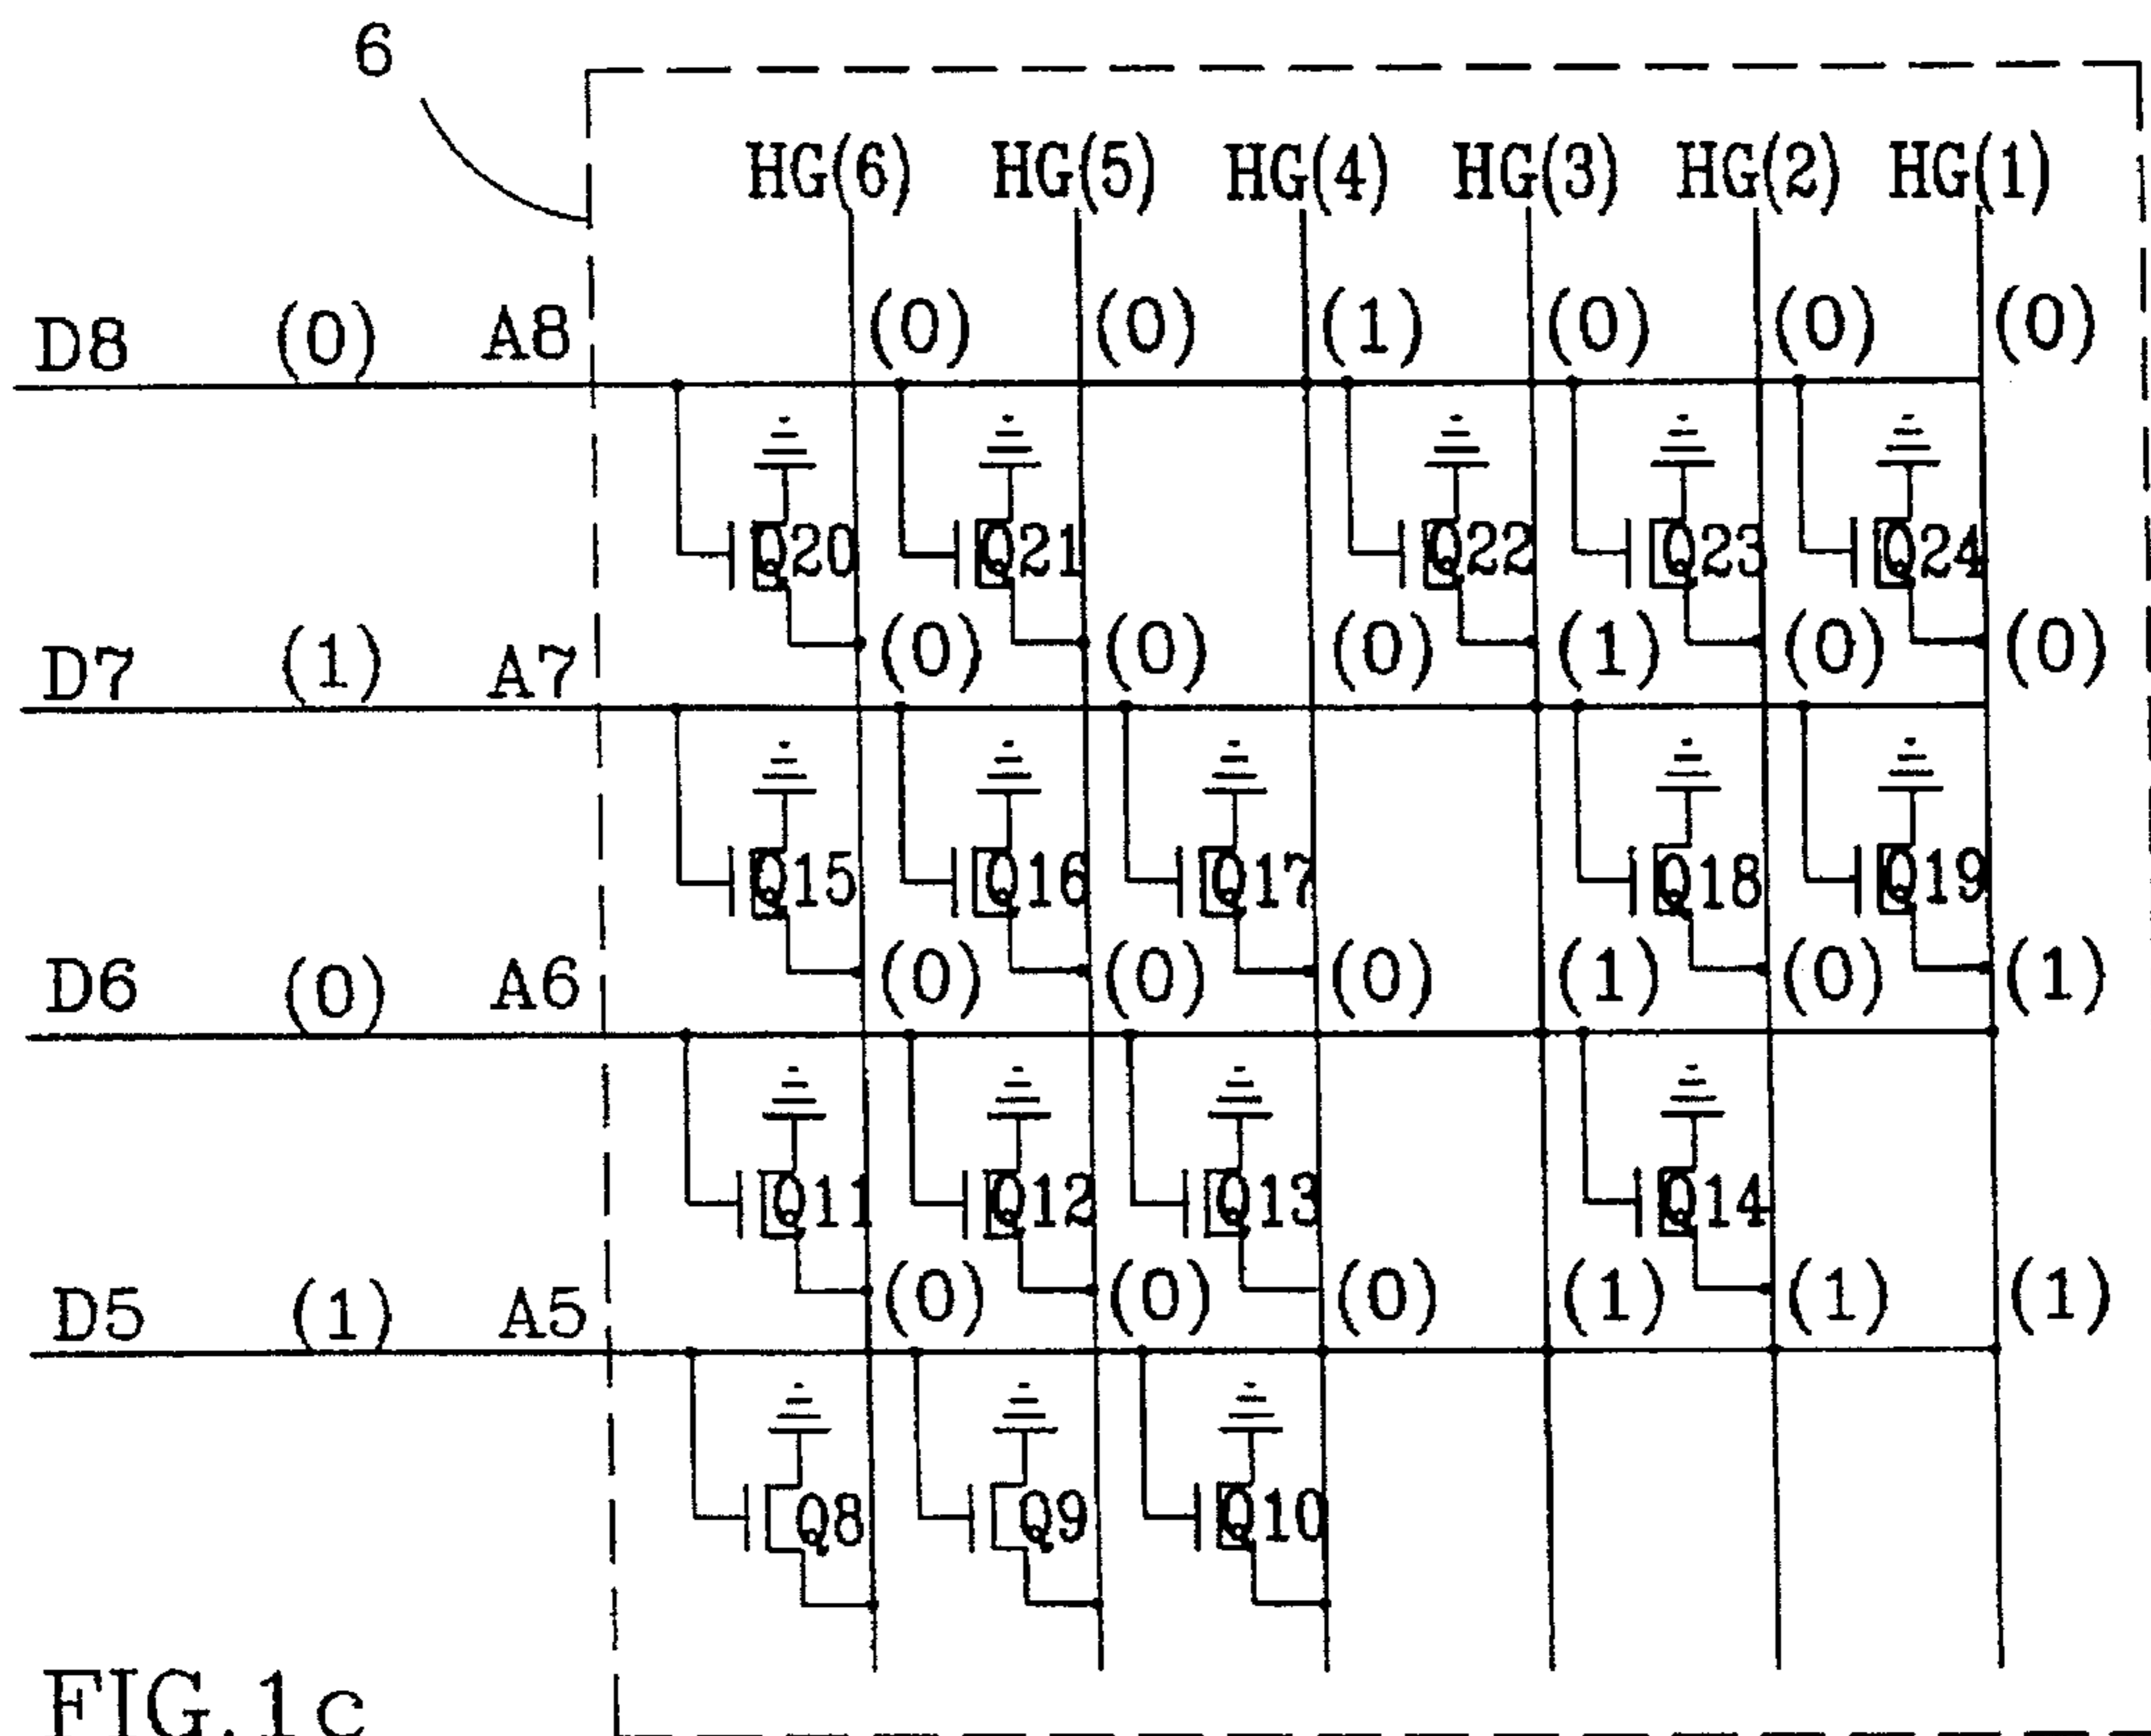 6
HG(6) HG(5) HG(4) HG(3) HG(2) HG(1)
D8 (0) A8 (0) (0) (1) (0) (0) (0)
Q20 Q21 Q22 Q23 Q24
D7 (1) A7 (0) (0) (0) (1) (0) (0)
Q15 Q16 Q17 Q18 Q19
D6 (0) A6 (0) (0) (0) (1) (0) (1)
Q11 Q12 Q13 Q14
D5 (1) A5 (0) (0) (0) (1) (1) (1)
Q8 Q9 Q10
FIG.1c